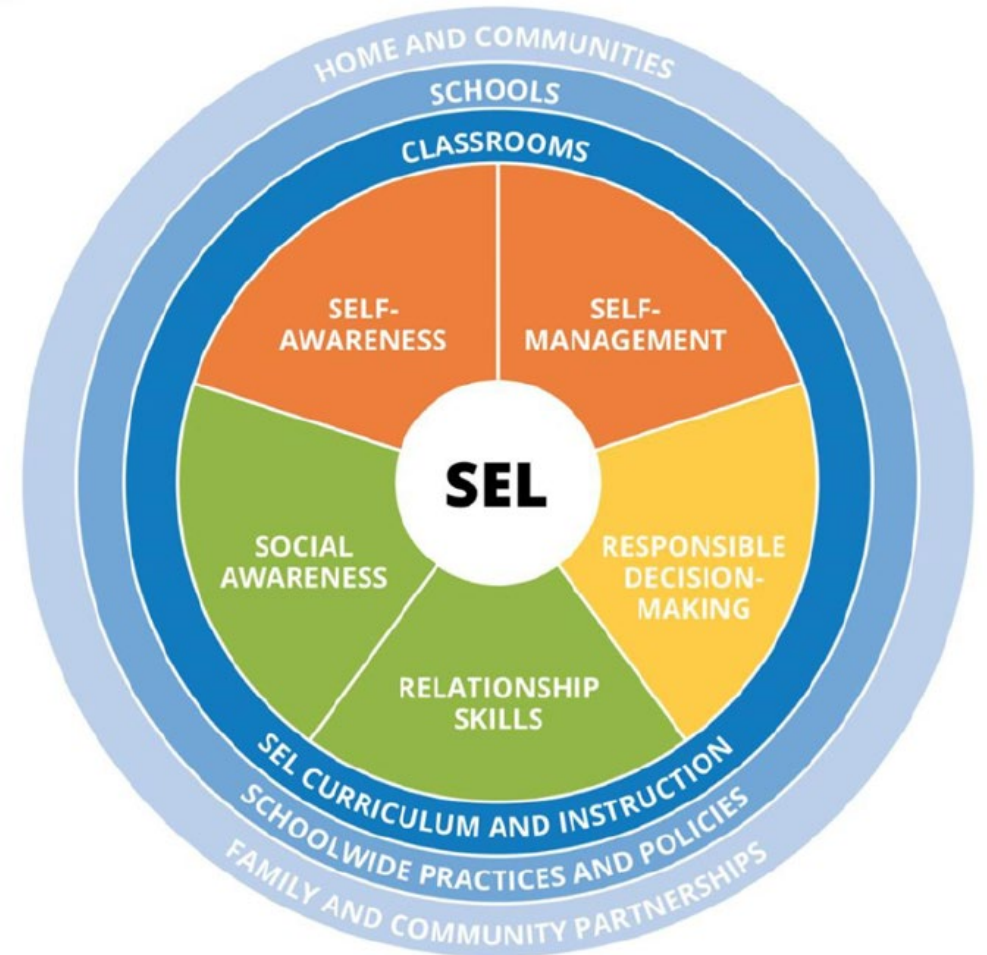 HOME AND COMMUNITIES
SCHOOLS
CLASSROOMS
SELF-
AWARENESS
SELF-
MANAGEMENT
SEL
SOCIAL
AWARENESS
RESPONSIBLE
DECISION-
MAKING
RELATIONSHIP
SKILLS
SEL CURRICULUM AND INSTRUCTION
SCHOOLWIDE PRACTICES AND POLICIES
FAMILY AND COMMUNITY PARTNERSHIPS